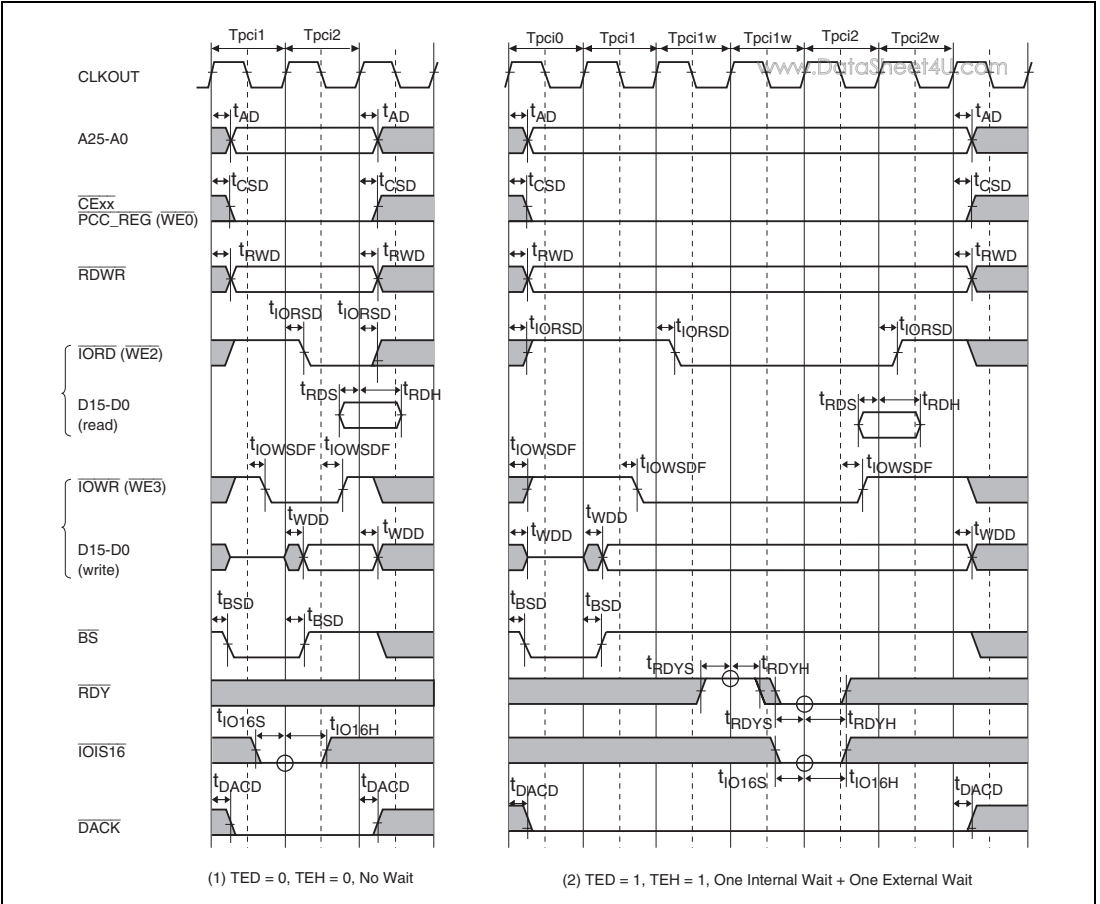 Tpci1 Tpci2 Tpci0 Tpci1 Tpci1w Tpci1w Tpci2 Tpci2w
www.DataSheet4U.com
CLKOUT
tAD tAD tAD tAD
A25-A0
tCSD tCSD tCSD tCSD
CExx
PCC_REG (WE0)
tRWD tRWD tRWD tRWD
RDWR
tIORSD tIORSD tIORSD tIORSD tIORSD
IORD (WE2)
tRDS tRDH tRDS tRDH
D15-D0
(read)
tIOWSDF tIOWSDF tIOWSDF tIOWSDF tIOWSDF
IOWR (WE3)
tWDD tWDD tWDD tWDD tWDD
D15-D0
(write)
tBSD tBSD tBSD tBSD
BS
tRDYS tRDYH
RDY
tIO16S tIO16H tRDYS tRDYH
IOIS16
tIO16S tIO16H
tDACD tDACD tDACD tDACD
DACK
(1) TED = 0, TEH = 0, No Wait
(2) TED = 1, TEH = 1, One Internal Wait + One External Wait